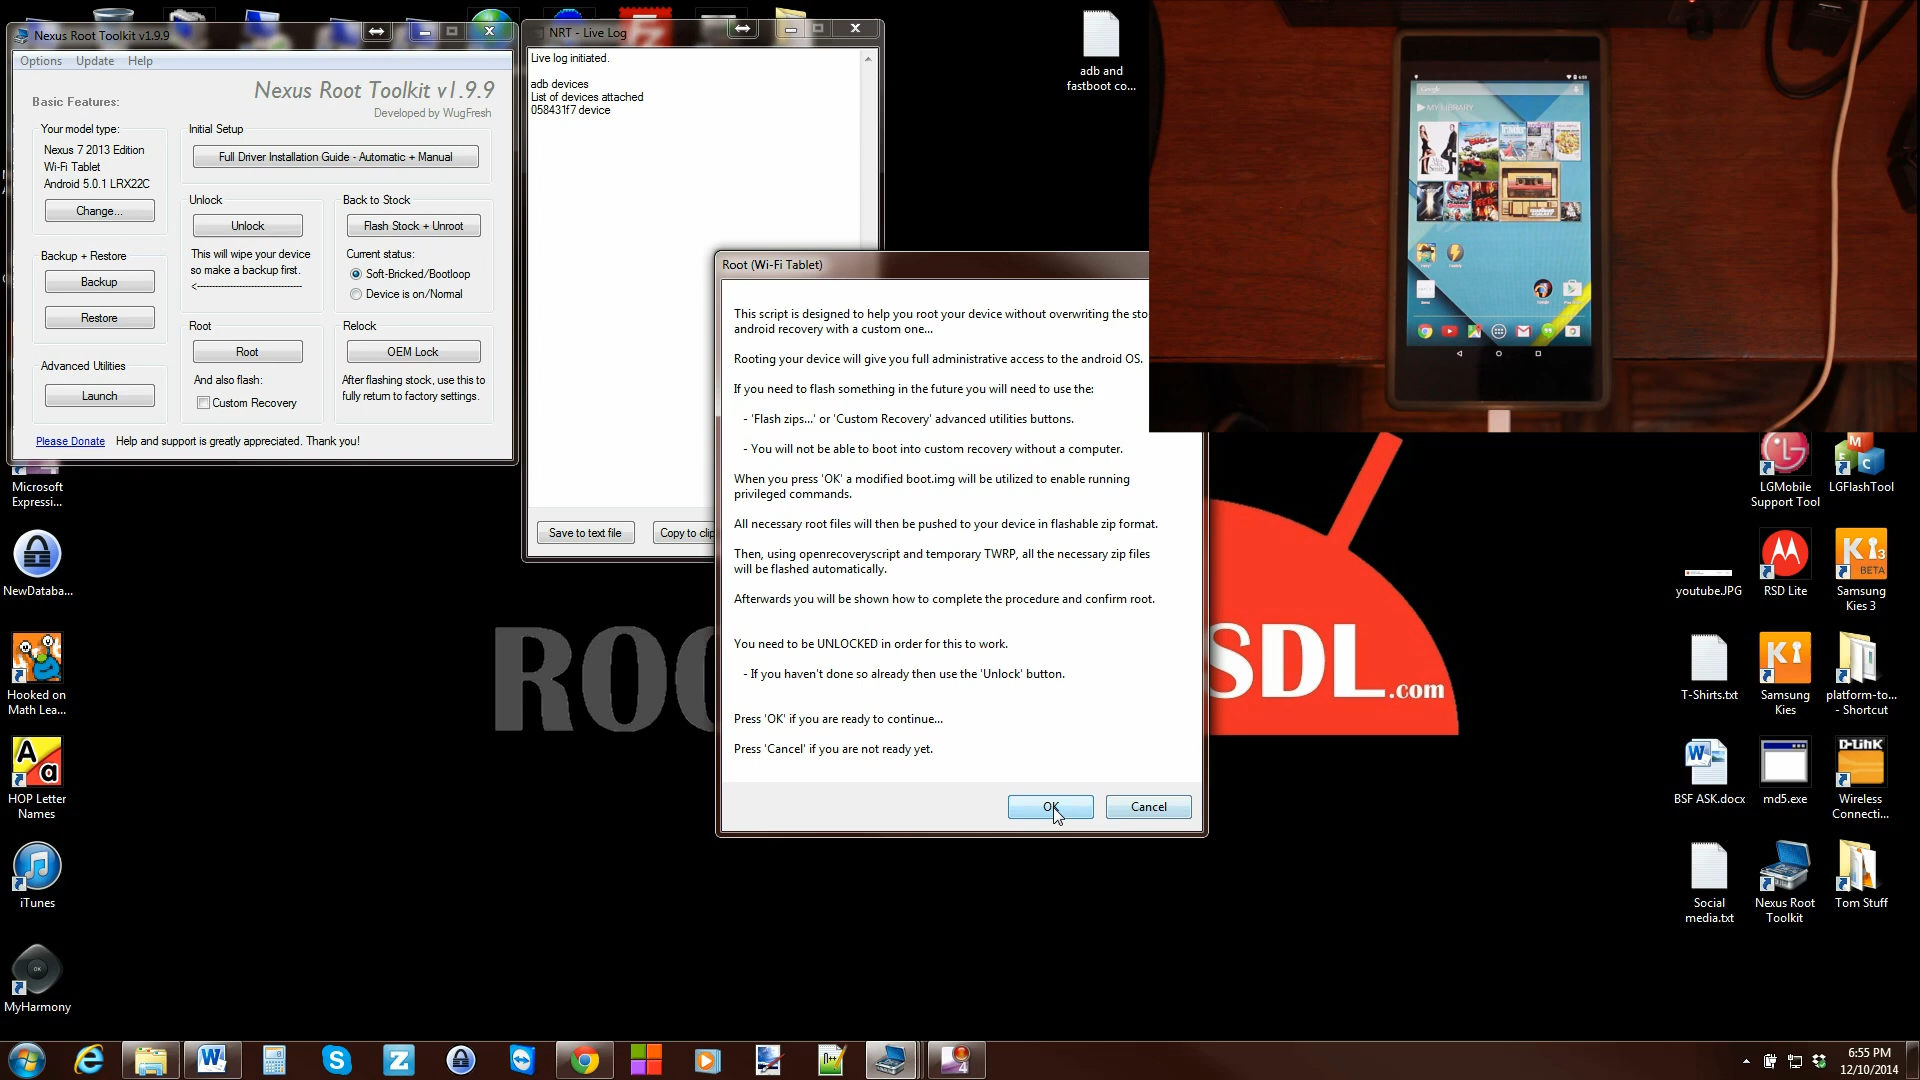 Nexus Root Toolkit v1.9.9
Options Update Help
Nexus Root Toolkit v1.9.9
Developed by WugFresh
Basic Features:
Your model type:
Nexus 7 2013 Edition
Wi-Fi Tablet
Android 5.0.1 LRX22C
Change...
Initial Setup
Full Driver Installation Guide - Automatic + Manual
Unlock
Unlock
This will wipe your device
so make a backup first.
<-----------------------------------
Back to Stock
Flash Stock + Unroot
Current status:
Soft-Bricked/Bootloop
Device is on/Normal
Backup + Restore
Backup
Restore
Root
Root
And also flash:
Custom Recovery
Relock
OEM Lock
After flashing stock, use this to
fully return to factory settings.
Advanced Utilities
Launch
Please Donate Help and support is greatly appreciated. Thank you!
NRT - Live Log
Live log initiated.
adb devices
List of devices attached
058431f7 device
Save to text file
Copy to clip
Root (Wi-Fi Tablet)
This script is designed to help you root your device without overwriting the sto
android recovery with a custom one...
Rooting your device will give you full administrative access to the android OS.
If you need to flash something in the future you will need to use the:
- 'Flash zips...' or 'Custom Recovery' advanced utilities buttons.
- You will not be able to boot into custom recovery without a computer.
When you press 'OK' a modified boot.img will be utilized to enable running
privileged commands.
All necessary root files will then be pushed to your device in flashable zip format.
Then, using openrecoveryscript and temporary TWRP, all the necessary zip files
will be flashed automatically.
Afterwards you will be shown how to complete the procedure and confirm root.
You need to be UNLOCKED in order for this to work.
- If you haven't done so already then use the 'Unlock' button.
Press 'OK' if you are ready to continue...
Press 'Cancel' if you are not ready yet.
OK
Cancel
adb and
fastboot co...
Google
MY LIBRARY
ROO
SDL.com
Microsoft
Expressi...
NewDataba...
Hooked on
Math Lea...
A a
HOP Letter
Names
iTunes
OK
MyHarmony
LGMobile
Support Tool
M
F C
LGFlashTool
youtube.JPG
RSD Lite
Ki 3
BETA
Samsung
Kies 3
T-Shirts.txt
Ki
Samsung
Kies
platform-to...
- Shortcut
W
BSF ASK.docx
md5.exe
D-Link
Wireless
Connecti...
Social
media.txt
Nexus Root
Toolkit
Tom Stuff
W
S
Z
n++
4
6:55 PM
12/10/2014